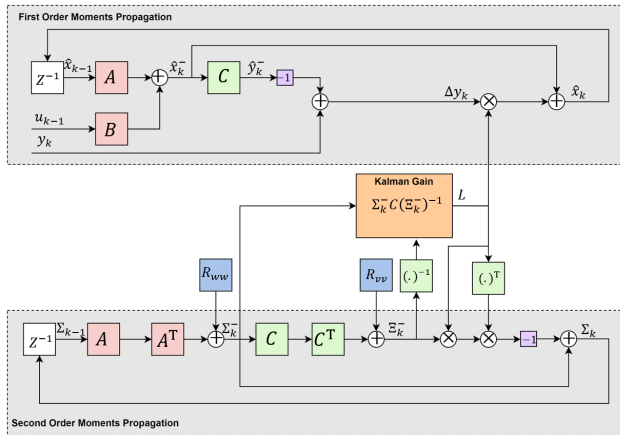 First Order Moments Propagation
Z⁻¹ x̂ₖ₋₁ A x̂ₖ⁻ C ŷₖ⁻ -1 Δyₖ x̂ₖ
uₖ₋₁ B
yₖ
Kalman Gain
Σₖ⁻C(Ξₖ⁻)⁻¹ L
R_ww R_vv (.)⁻¹ (.)ᵀ
Z⁻¹ Σₖ₋₁ A Aᵀ Σₖ⁻ C Cᵀ Ξₖ⁻ -1 Σₖ
Second Order Moments Propagation